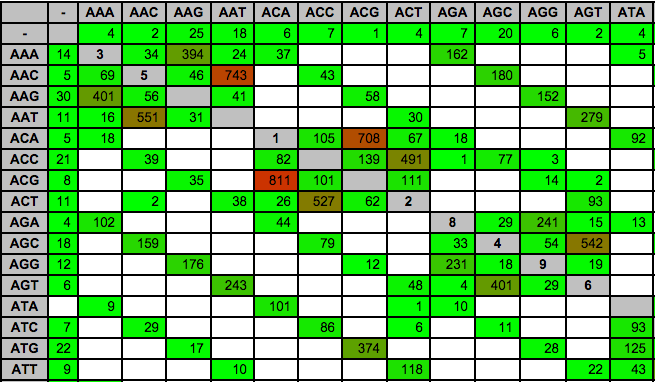 - AAA AAC AAG AAT ACA ACC ACG ACT AGA AGC AGG AGT ATA
- 4 2 25 18 6 7 1 4 7 20 6 2 4
AAA 14 3 34 394 24 37 162 5
AAC 5 69 5 46 743 43 180
AAG 30 401 56 41 58 152
AAT 11 16 551 31 30 279
ACA 5 18 1 105 708 67 18 92
ACC 21 39 82 139 491 1 77 3
ACG 8 35 811 101 111 14 2
ACT 11 2 38 26 527 62 2 93
AGA 4 102 44 8 29 241 15 13
AGC 18 159 79 33 4 54 542
AGG 12 176 12 231 18 9 19
AGT 6 243 48 4 401 29 6
ATA 9 101 1 10
ATC 7 29 86 6 11 93
ATG 22 17 374 28 125
ATT 9 10 118 22 43